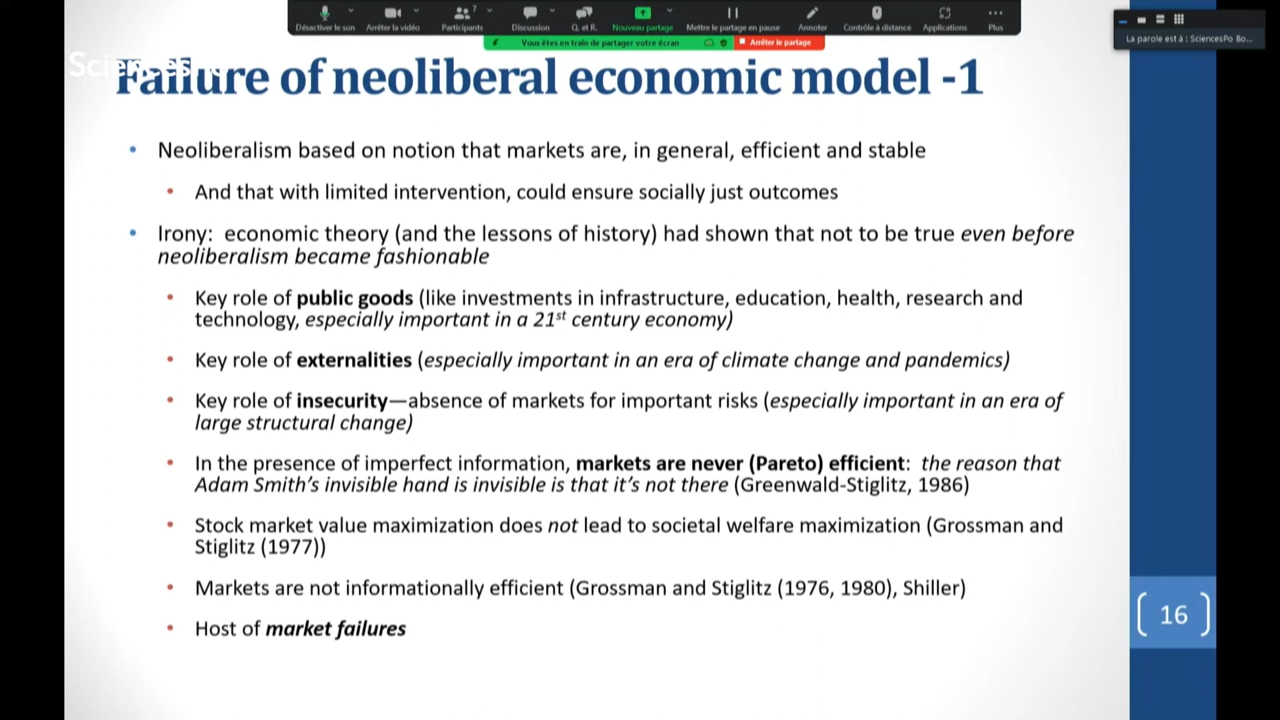 Désactiver le son
Arrêter la vidéo
7
Participants
Discussion
Q. et R.
Nouveau partage
Mettre le partage en pause
Annoter
Contrôle à distance
Applications
Plus
Vous êtes en train de partager votre écran
Arrêter le partage
La parole est à : SciencesPo Bo...
Failure of neoliberal economic model -1
• Neoliberalism based on notion that markets are, in general, efficient and stable
• And that with limited intervention, could ensure socially just outcomes
• Irony: economic theory (and the lessons of history) had shown that not to be true even before
neoliberalism became fashionable
• Key role of public goods (like investments in infrastructure, education, health, research and
technology, especially important in a 21st century economy)
• Key role of externalities (especially important in an era of climate change and pandemics)
• Key role of insecurity—absence of markets for important risks (especially important in an era of
large structural change)
• In the presence of imperfect information, markets are never (Pareto) efficient: the reason that
Adam Smith's invisible hand is invisible is that it's not there (Greenwald-Stiglitz, 1986)
• Stock market value maximization does not lead to societal welfare maximization (Grossman and
Stiglitz (1977))
• Markets are not informationally efficient (Grossman and Stiglitz (1976, 1980), Shiller)
• Host of market failures
16